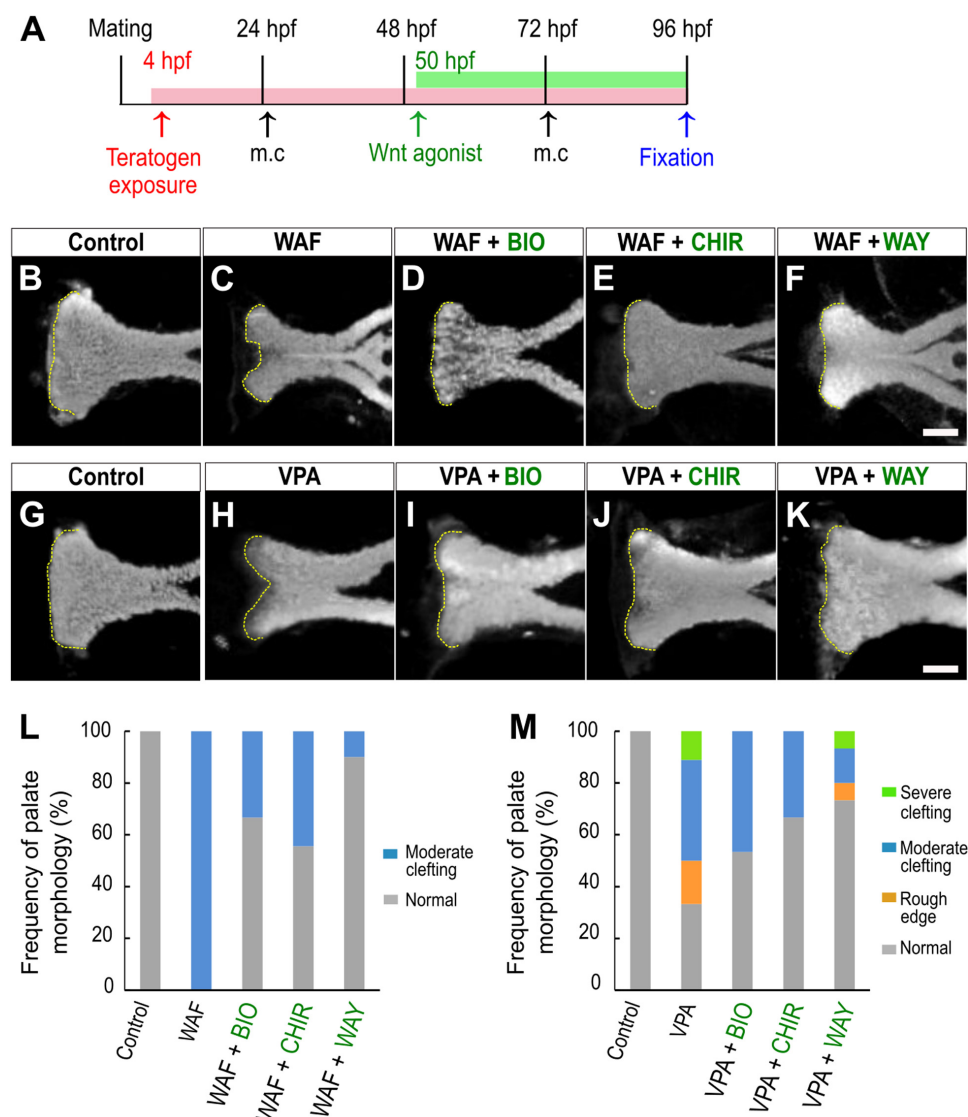 A
Mating 24 hpf 48 hpf 72 hpf 96 hpf
4 hpf 50 hpf
Teratogen
exposure
m.c
Wnt agonist
m.c
Fixation
Control WAF WAF + BIO WAF + CHIR WAF + WAY
B C D E F
Control VPA VPA + BIO VPA + CHIR VPA + WAY
G H I J K
L
Frequency of palate
morphology (%)
100
80
60
40
20
0
Control
WAF
WAF + BIO
WAF + CHIR
WAF + WAY
Moderate
clefting
Normal
M
Frequency of palate
morphology (%)
100
80
60
40
20
0
Control
VPA
VPA + BIO
VPA + CHIR
VPA + WAY
Severe
clefting
Moderate
clefting
Rough
edge
Normal